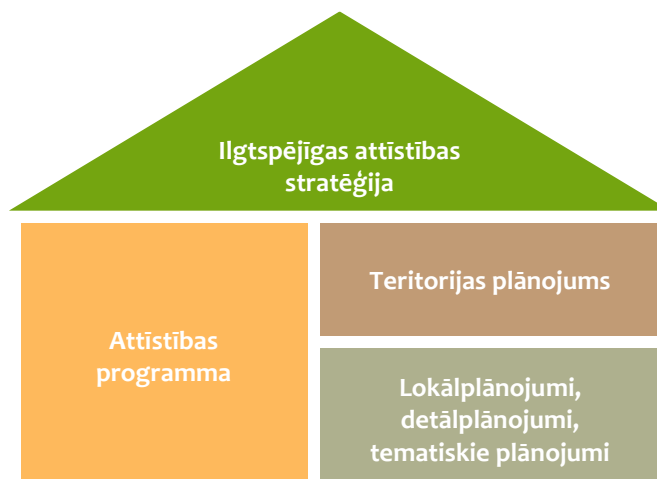 Ilgtspējīgas attīstības
stratēģija
Attīstības
programma
Teritorijas plānojums
Lokālplānojumi,
detālplānojumi,
tematiskie plānojumi